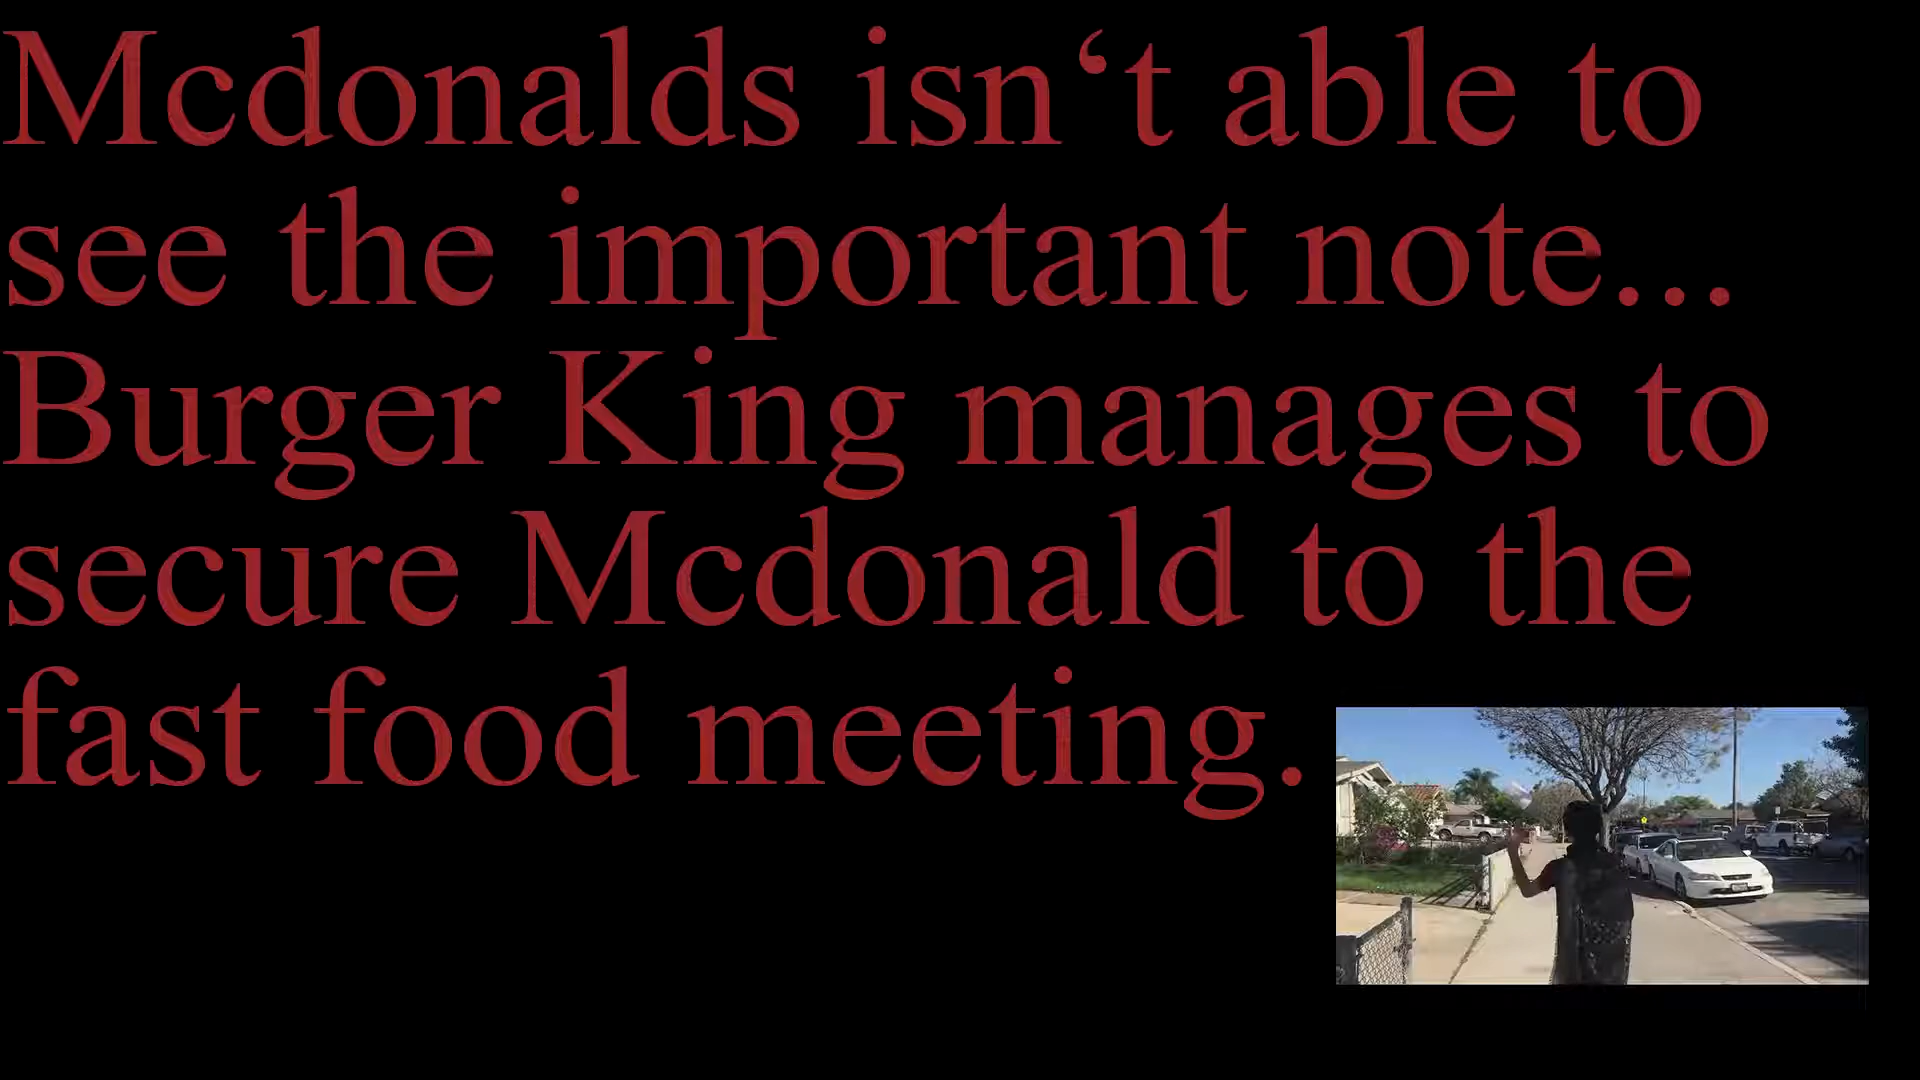 Mcdonalds isn‘t able to
see the important note...
Burger King manages to
secure Mcdonald to the
fast food meeting.